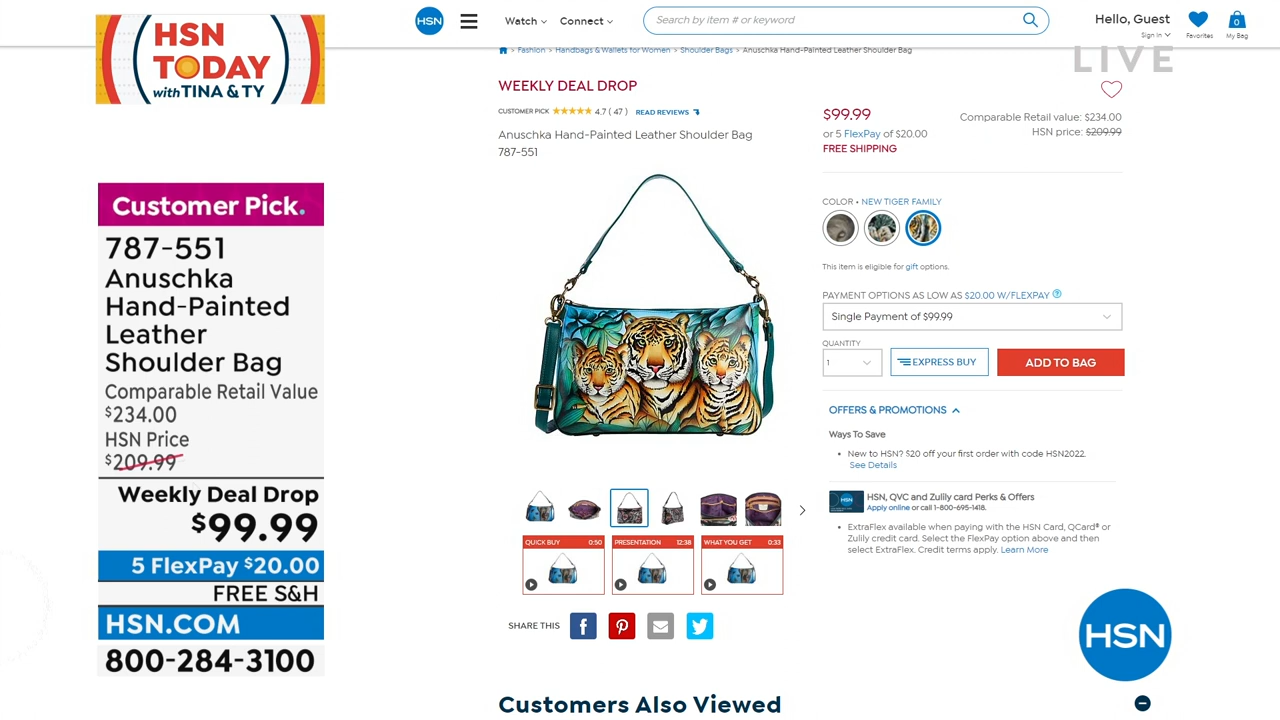 HSN
TODAY
with TINA & TY
Customer Pick.
787-551
Anuschka
Hand-Painted
Leather
Shoulder Bag
Comparable Retail Value
$234.00
HSN Price
$209.99
Weekly Deal Drop
$99.99
5 FlexPay $20.00
FREE S&H
HSN.COM
800-284-3100
HSN
Watch
Connect
Search by item # or keyword
Hello, Guest
Sign in
Favorites
0
My Bag
LIVE
> Fashion > Handbags & Wallets for Women > Shoulder Bags > Anuschka Hand-Painted Leather Shoulder Bag
WEEKLY DEAL DROP
CUSTOMER PICK 4.7 ( 47 ) READ REVIEWS
Anuschka Hand-Painted Leather Shoulder Bag
787-551
QUICK BUY 0:50
PRESENTATION 12:38
WHAT YOU GET 0:33
SHARE THIS
$99.99
or 5 FlexPay of $20.00
FREE SHIPPING
Comparable Retail value: $234.00
HSN price: $209.99
COLOR • NEW TIGER FAMILY
This item is eligible for gift options.
PAYMENT OPTIONS AS LOW AS $20.00 W/FLEXPAY ?
Single Payment of $99.99
QUANTITY
1
EXPRESS BUY
ADD TO BAG
OFFERS & PROMOTIONS
Ways To Save
• New to HSN? $20 off your first order with code HSN2022.
See Details
HSN, QVC and Zulily card Perks & Offers
Apply online or call 1-800-695-1418.
• ExtraFlex available when paying with the HSN Card, QCard® or
Zulily credit card. Select the FlexPay option above and then
select ExtraFlex. Credit terms apply. Learn More
HSN
Customers Also Viewed